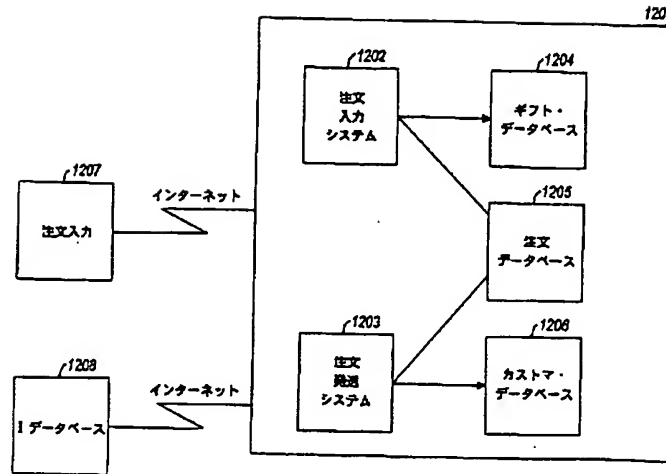 120
1202
注文
入力
システム
1204
ギフト・
データベース
1207
注文入力
インターネット
1205
注文
データベース
1203
注文
発送
システム
1206
カストマ・
データベース
1208
I データベース
インターネット